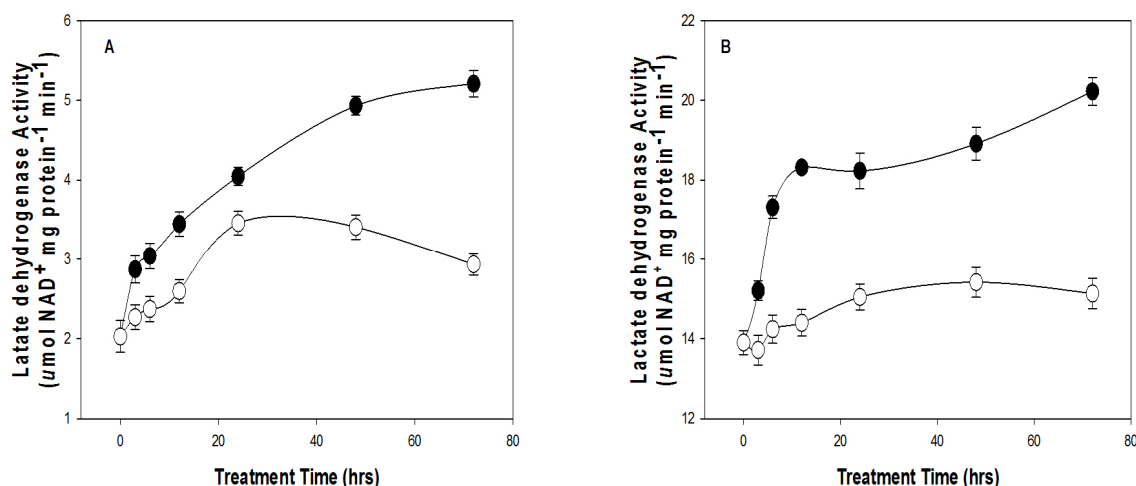 A
Latate dehydrogenase Activity
(umol NAD+ mg protein-1 min-1)
6
5
4
3
2
1
0
20
40
60
80
Treatment Time (hrs)
B
Lactate dehydrogenase Activity
(umol NAD+ mg protein-1 min-1)
22
20
18
16
14
12
0
20
40
60
80
Treatment Time (hrs)